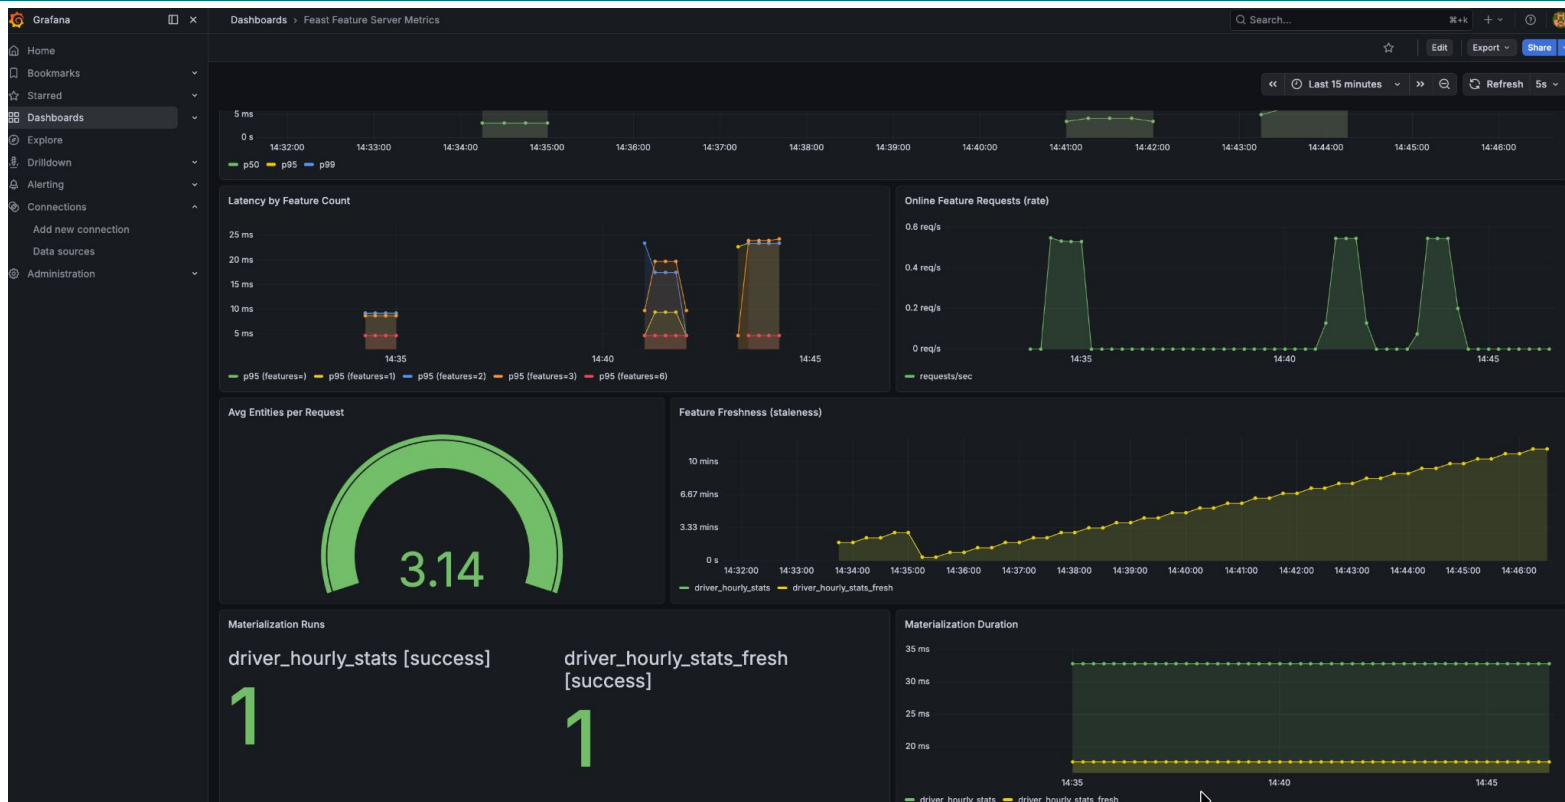 Grafana
Dashboards › Feast Feature Server Metrics
Search...
⌘+k
Home
Bookmarks
Starred
Dashboards
Explore
Drilldown
Alerting
Connections
Add new connection
Data sources
Administration
Edit
Export
Share
Last 15 minutes
Refresh
5s
5 ms
0 s
14:32:00 14:33:00 14:34:00 14:35:00 14:36:00 14:37:00 14:38:00 14:39:00 14:40:00 14:41:00 14:42:00 14:43:00 14:44:00 14:45:00 14:46:00
p50 p95 p99
Latency by Feature Count
25 ms
20 ms
15 ms
10 ms
5 ms
14:35 14:40 14:45
p95 (features=) p95 (features=1) p95 (features=2) p95 (features=3) p95 (features=6)
Online Feature Requests (rate)
0.6 req/s
0.4 req/s
0.2 req/s
0 req/s
14:35 14:40 14:45
requests/sec
Avg Entities per Request
3.14
Feature Freshness (staleness)
10 mins
6.67 mins
3.33 mins
0 s
14:32:00 14:33:00 14:34:00 14:35:00 14:36:00 14:37:00 14:38:00 14:39:00 14:40:00 14:41:00 14:42:00 14:43:00 14:44:00 14:45:00 14:46:00
driver_hourly_stats driver_hourly_stats_fresh
Materialization Runs
driver_hourly_stats [success]
1
driver_hourly_stats_fresh
[success]
1
Materialization Duration
35 ms
30 ms
25 ms
20 ms
14:35 14:40 14:45
driver_hourly_stats driver_hourly_stats_fresh